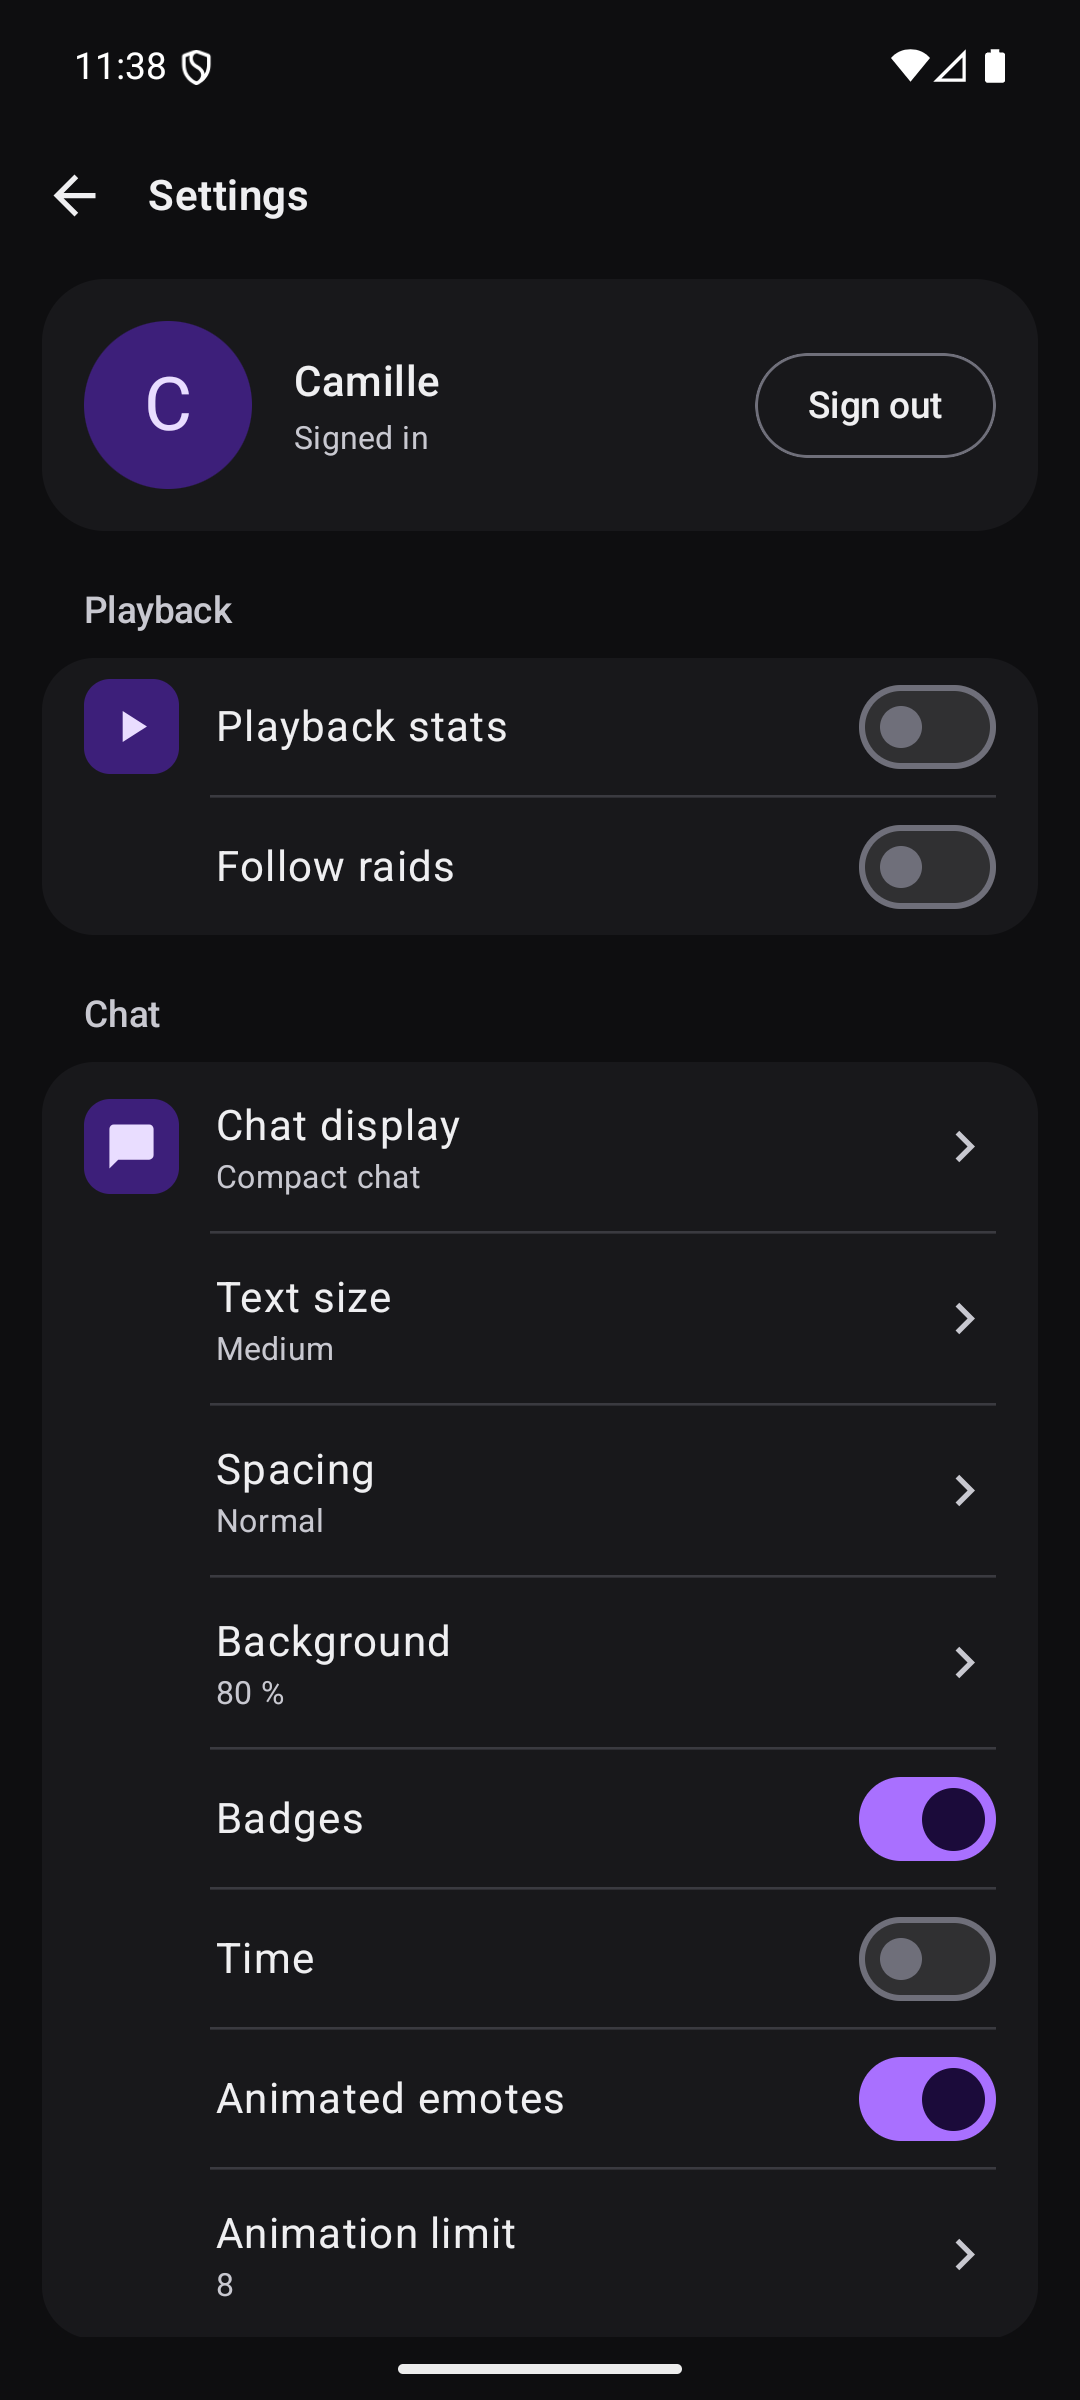 11:38
Settings
C
Camille
Signed in
Sign out
Playback
Playback stats
Follow raids
Chat
Chat display
Compact chat
Text size
Medium
Spacing
Normal
Background
80 %
Badges
Time
Animated emotes
Animation limit
8